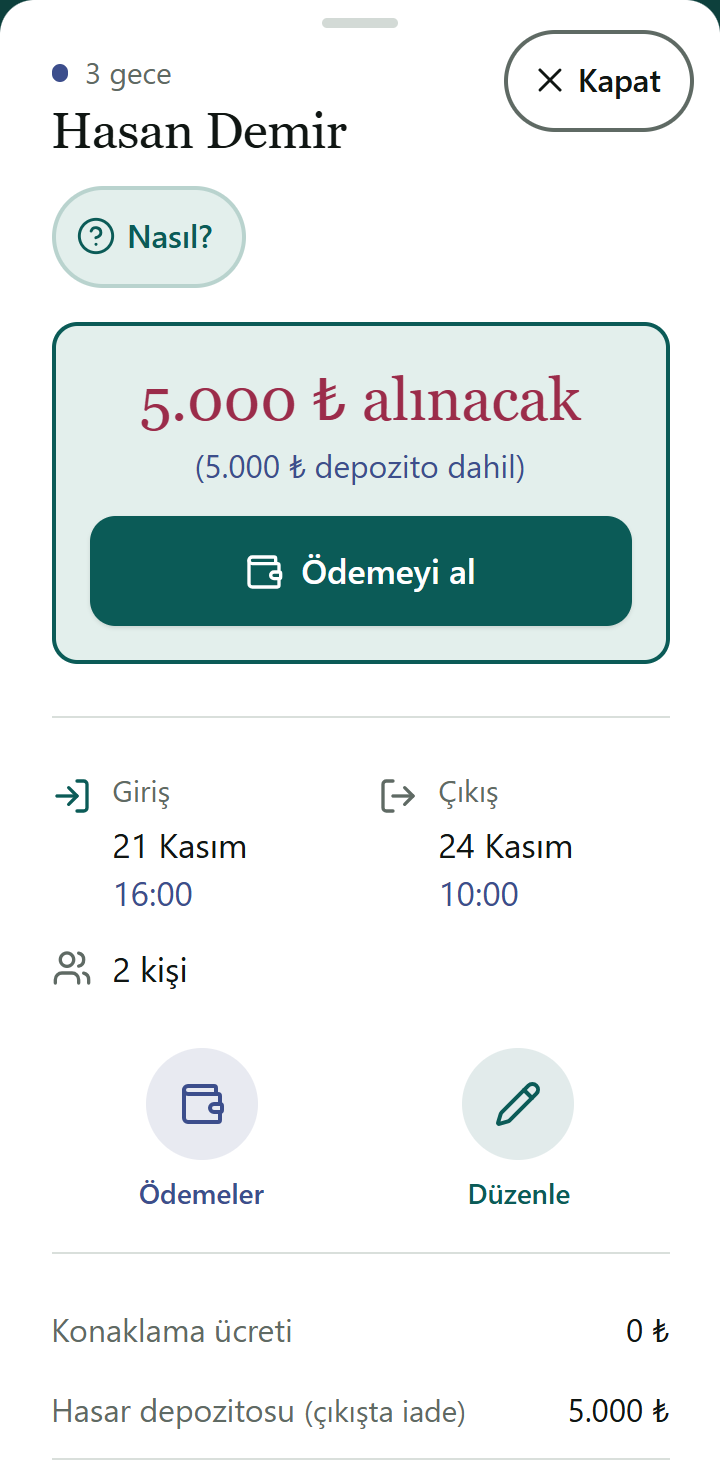 3 gece
Kapat
Hasan Demir
Nasıl?
5.000 ₺ alınacak
(5.000 ₺ depozito dahil)
Ödemeyi al
Giriş
21 Kasım
16:00
Çıkış
24 Kasım
10:00
2 kişi
Ödemeler
Düzenle
Konaklama ücreti
0 ₺
Hasar depozitosu (çıkışta iade)
5.000 ₺